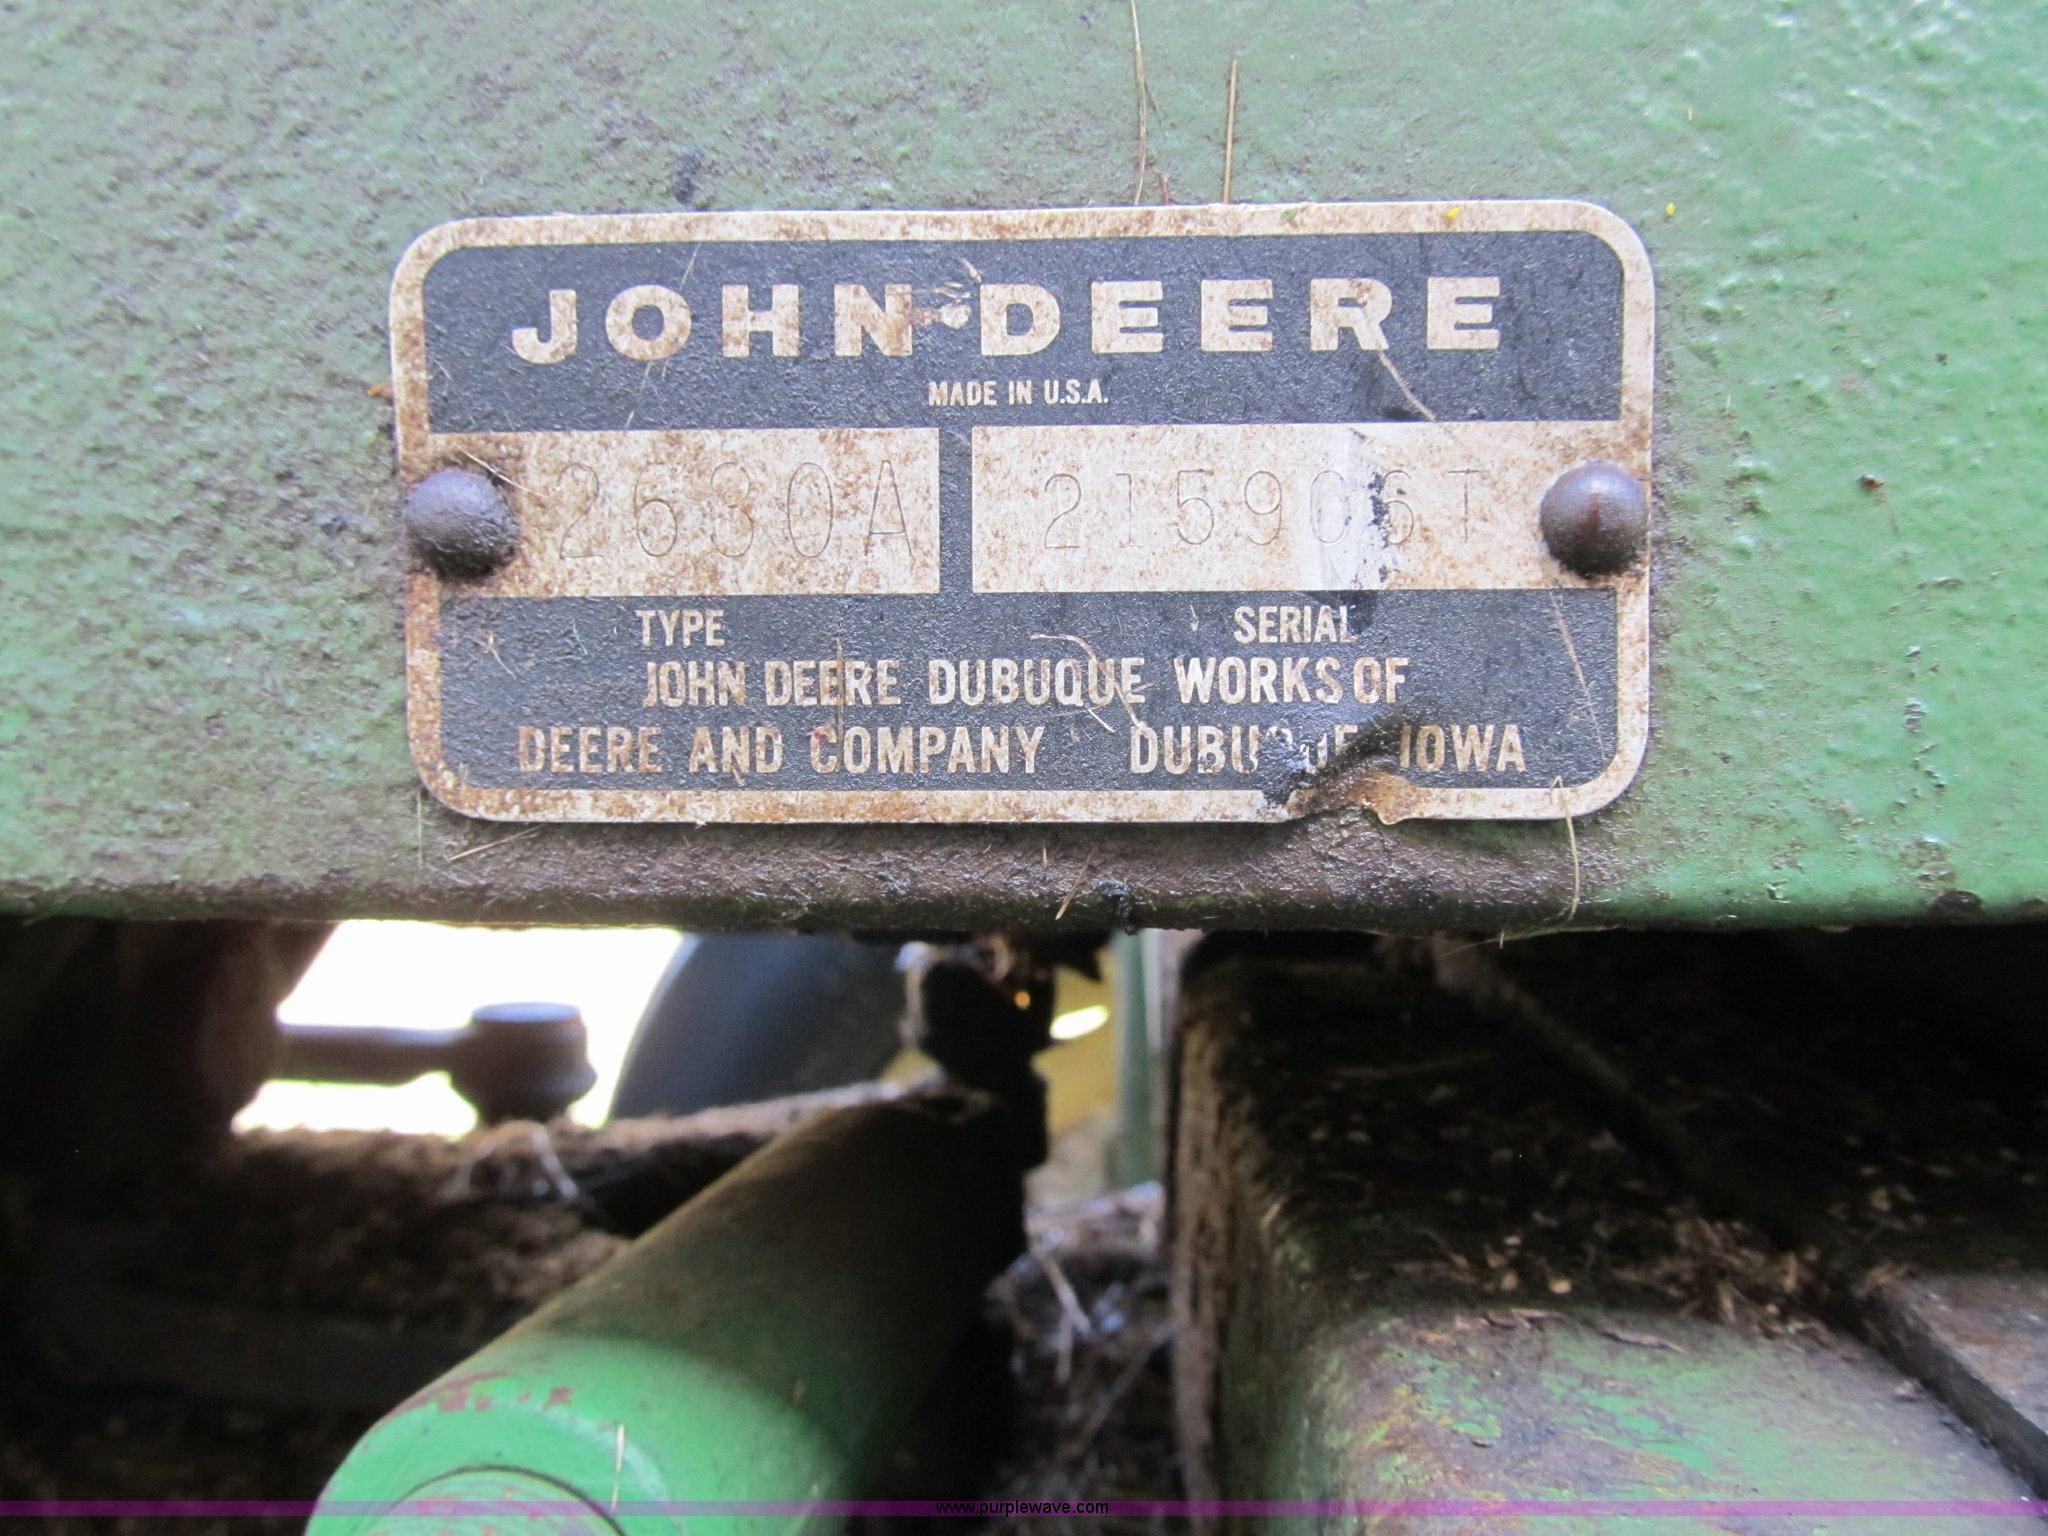 JOHN DEERE
MADE IN U.S.A.
2630A 215906T
TYPE SERIAL
JOHN DEERE DUBUQUE WORKS OF
DEERE AND COMPANY DUBUQUE IOWA
www.purplewave.com